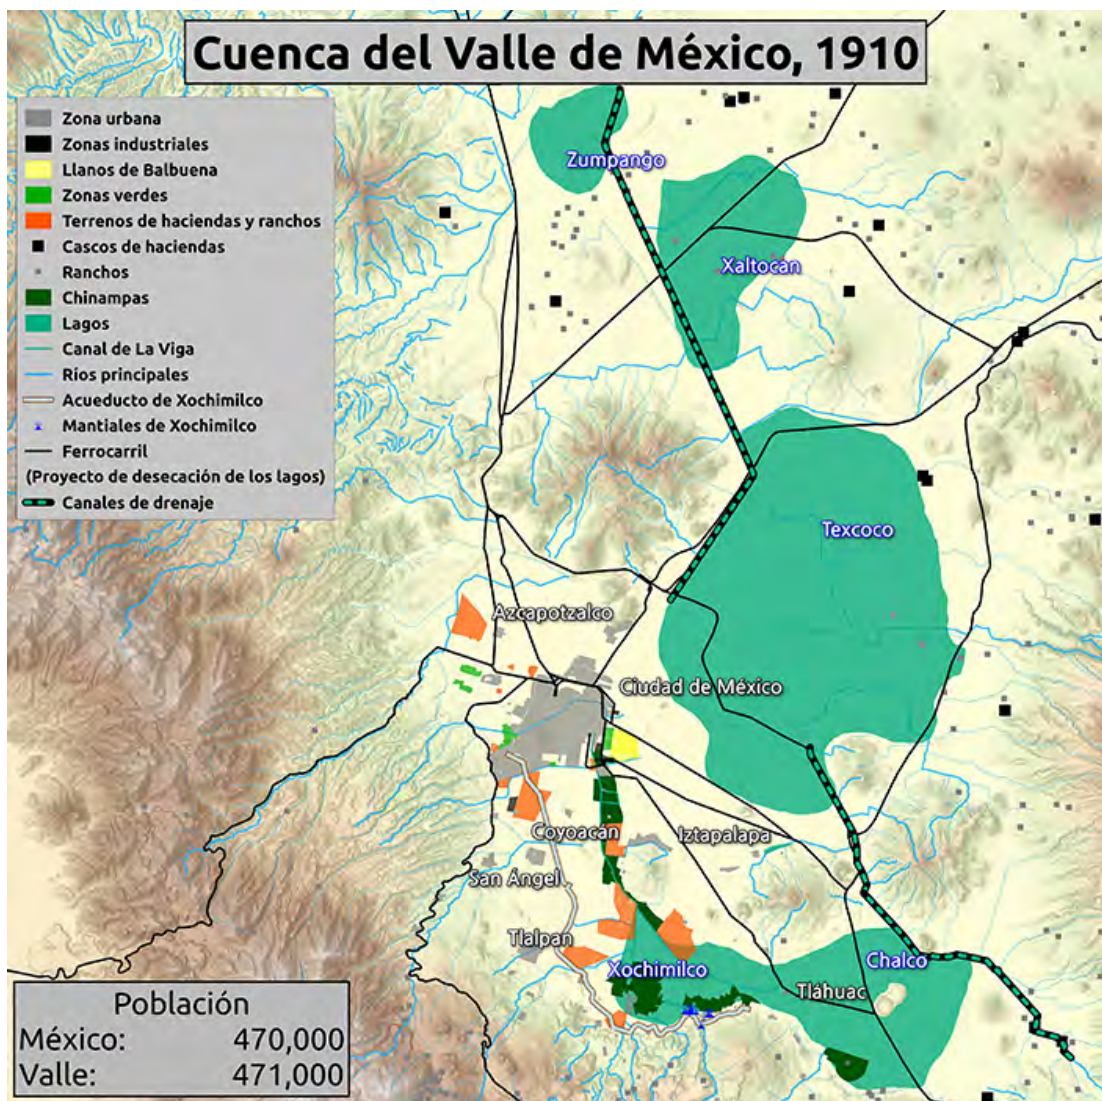 Cuenca del Valle de México, 1910
Zona urbana
Zonas industriales
Llanos de Balbuena
Zonas verdes
Terrenos de haciendas y ranchos
Cascos de haciendas
Ranchos
Chinampas
Lagos
Canal de La Viga
Ríos principales
Acueducto de Xochimilco
Mantiales de Xochimilco
Ferrocarril
(Proyecto de desecación de los lagos)
Canales de drenaje
Zumpango
Xaltocan
Texcoco
Azcapotzalco
Ciudad de México
Coyoacán
Iztapalapa
San Ángel
Tlalpan
Xochimilco
Chalco
Tláhuac
Población
México: 470,000
Valle: 471,000